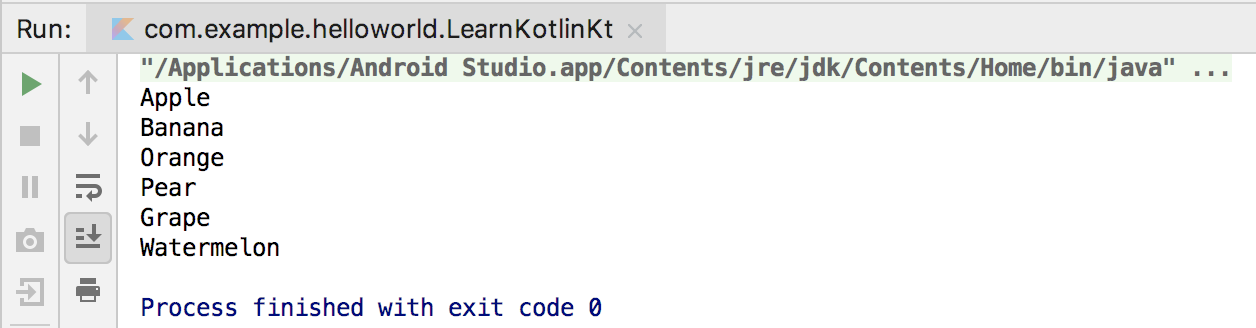 Run: com.example.helloworld.LearnKotlinKt
"/Applications/Android Studio.app/Contents/jre/jdk/Contents/Home/bin/java" ...
Apple
Banana
Orange
Pear
Grape
Watermelon
Process finished with exit code 0